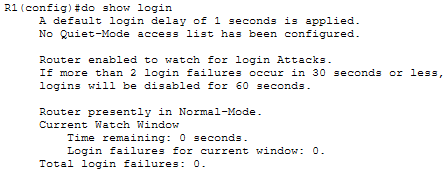 R1(config)#do show login
A default login delay of 1 seconds is applied.
No Quiet-Mode access list has been configured.
Router enabled to watch for login Attacks.
If more than 2 login failures occur in 30 seconds or less,
logins will be disabled for 60 seconds.
Router presently in Normal-Mode.
Current Watch Window
Time remaining: 0 seconds.
Login failures for current window: 0.
Total login failures: 0.